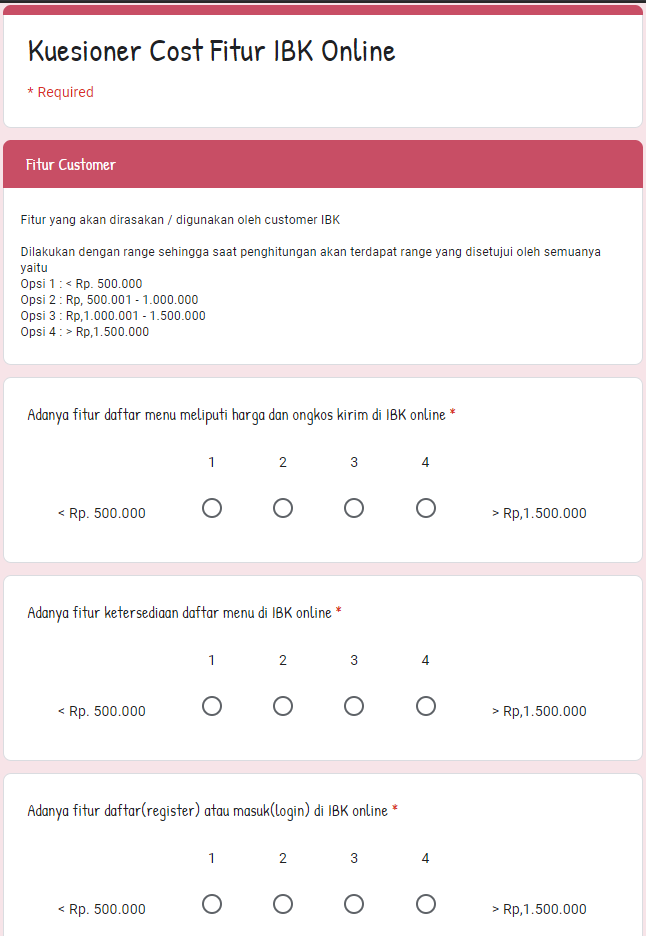 Kuesioner Cost Fitur IBK Online
* Required
Fitur Customer
Fitur yang akan dirasakan / digunakan oleh customer IBK
Dilakukan dengan range sehingga saat penghitungan akan terdapat range yang disetujui oleh semuanya
yaitu
Opsi 1 : < Rp. 500.000
Opsi 2 : Rp, 500.001 - 1.000.000
Opsi 3 : Rp,1.000.001 - 1.500.000
Opsi 4 : > Rp,1.500.000
Adanya fitur daftar menu meliputi harga dan ongkos kirim di IBK online *
1 2 3 4
< Rp. 500.000 > Rp,1.500.000
Adanya fitur ketersediaan daftar menu di IBK online *
1 2 3 4
< Rp. 500.000 > Rp,1.500.000
Adanya fitur daftar(register) atau masuk(login) di IBK online *
1 2 3 4
< Rp. 500.000 > Rp,1.500.000